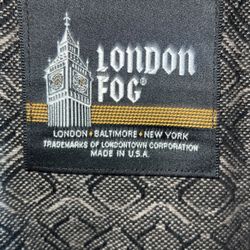 LONDON
FOG®
LONDON • BALTIMORE • NEW YORK
TRADEMARKS OF LONDONTOWN CORPORATION
MADE IN U.S.A.